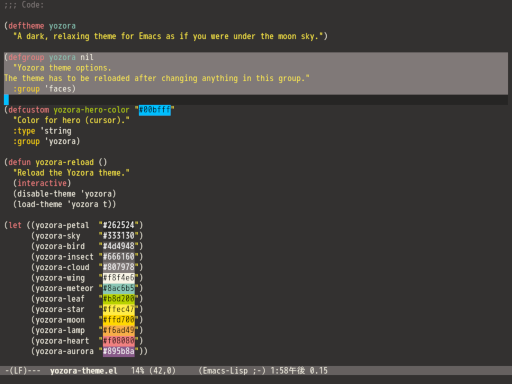 ;;; Code:
(deftheme yozora
"A dark, relaxing theme for Emacs as if you were under the moon sky.")
(defgroup yozora nil
"Yozora theme options.
The theme has to be reloaded after changing anything in this group."
:group 'faces)
(defcustom yozora-hero-color "#00bfff"
"Color for hero (cursor)."
:type 'string
:group 'yozora)
(defun yozora-reload ()
"Reload the Yozora theme."
(interactive)
(disable-theme 'yozora)
(load-theme 'yozora t))
(let ((yozora-petal "#262524")
(yozora-sky "#333130")
(yozora-bird "#4d4948")
(yozora-insect "#666160")
(yozora-cloud "#807978")
(yozora-wing "#f8f4e6")
(yozora-meteor "#8ac6b5")
(yozora-leaf "#b8d200")
(yozora-star "#ffec47")
(yozora-moon "#ffd700")
(yozora-lamp "#f6ad49")
(yozora-heart "#f08080")
(yozora-aurora "#895b8a"))
-(LF)--- yozora-theme.el 14% (42,0) (Emacs-Lisp ;-) 1:58午後 0.15